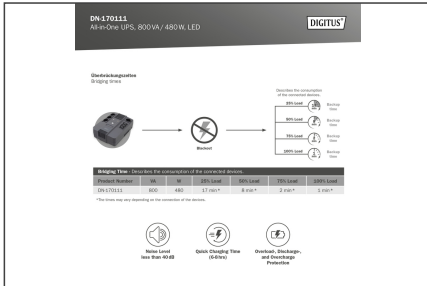 DN-170111
All-in-One UPS, 800 VA / 480 W, LED
DIGITUS®
Überbrückungszeiten
Bridging times
Describes the consumption
of the connected devices.
25% Load
Backup
time
50% Load
Backup
time
75% Load
Backup
time
100% Load
Backup
time
Blackout
Bridging Time - Describes the consumption of the connected devices.
Product Number VA W 25% Load 50% Load 75% Load 100% Load
DN-170111 800 480 17 min* 8 min* 2 min* 1 min*
*The times may vary depending on the connection of the devices.
Noise Level
less than 40 dB
Quick Charging Time
(6-8 hrs)
Overload-, Discharge-,
and Overcharge
Protection